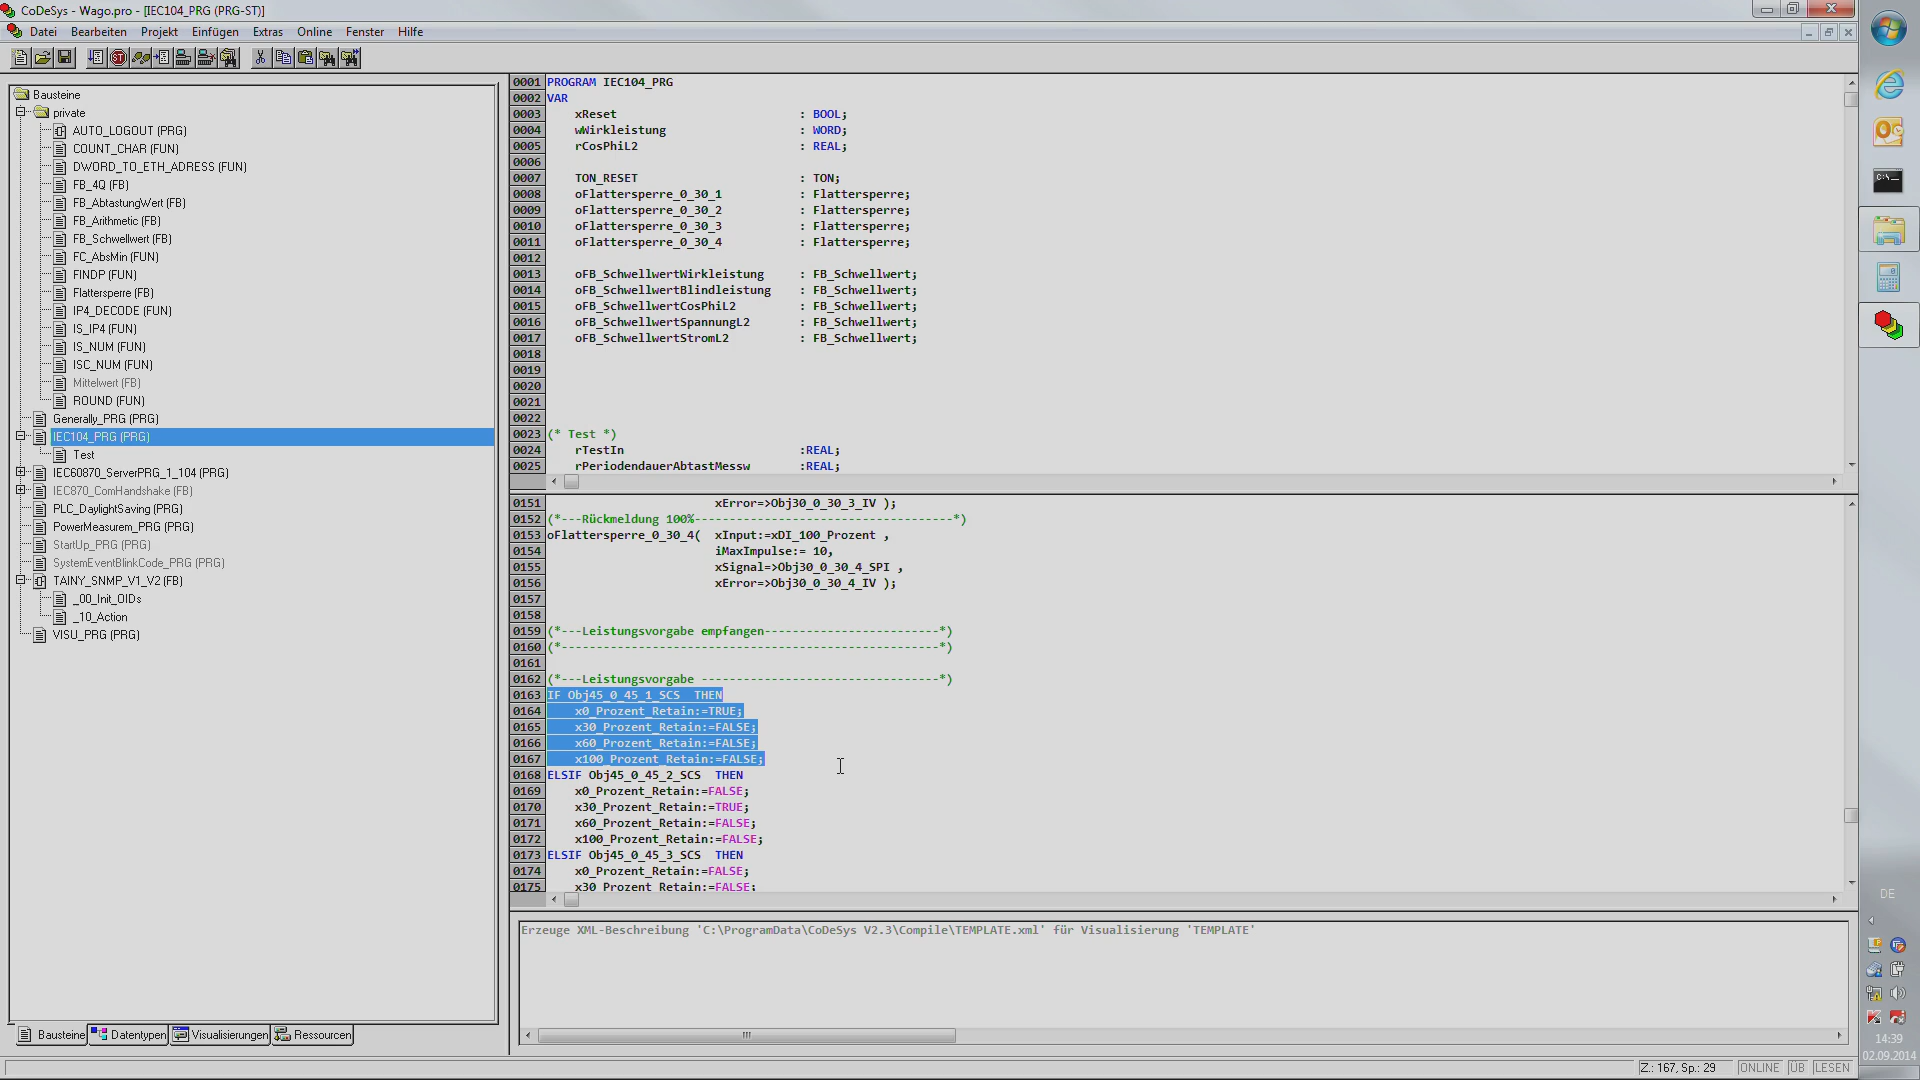 CoDeSys - Wago.pro - [IEC104_PRG (PRG-ST)]
Datei Bearbeiten Projekt Einfügen Extras Online Fenster Hilfe
Bausteine
private
AUTO_LOGOUT (PRG)
COUNT_CHAR (FUN)
DWORD_TO_ETH_ADRESS (FUN)
FB_4Q (FB)
FB_AbtastungWert (FB)
FB_Arithmetic (FB)
FB_Schwellwert (FB)
FC_AbsMin (FUN)
FINDP (FUN)
Flattersperre (FB)
IP4_DECODE (FUN)
IS_IP4 (FUN)
IS_NUM (FUN)
ISC_NUM (FUN)
Mittelwert (FB)
ROUND (FUN)
Generally_PRG (PRG)
IEC104_PRG (PRG)
Test
IEC60870_ServerPRG_1_104 (PRG)
IEC870_ComHandshake (FB)
PLC_DaylightSaving (PRG)
PowerMeasurem_PRG (PRG)
StartUp_PRG (PRG)
SystemEventBlinkCode_PRG (PRG)
TAINY_SNMP_V1_V2 (FB)
_00_Init_OIDs
_10_Action
VISU_PRG (PRG)
Bausteine Datentypen Visualisierungen Ressourcen
0001 PROGRAM IEC104_PRG
0002 VAR
0003 xReset : BOOL;
0004 wWirkleistung : WORD;
0005 rCosPhiL2 : REAL;
0006
0007 TON_RESET : TON;
0008 oFlattersperre_0_30_1 : Flattersperre;
0009 oFlattersperre_0_30_2 : Flattersperre;
0010 oFlattersperre_0_30_3 : Flattersperre;
0011 oFlattersperre_0_30_4 : Flattersperre;
0012
0013 oFB_SchwellwertWirkleistung : FB_Schwellwert;
0014 oFB_SchwellwertBlindleistung : FB_Schwellwert;
0015 oFB_SchwellwertCosPhiL2 : FB_Schwellwert;
0016 oFB_SchwellwertSpannungL2 : FB_Schwellwert;
0017 oFB_SchwellwertStromL2 : FB_Schwellwert;
0018
0019
0020
0021
0022
0023 (* Test *)
0024 rTestIn :REAL;
0025 rPeriodendauerAbtastMessw :REAL;
0151 xError=>Obj30_0_30_3_IV );
0152 (*---Rückmeldung 100%-------------------------------------*)
0153 oFlattersperre_0_30_4( xInput:=xDI_100_Prozent ,
0154 iMaxImpulse:= 10,
0155 xSignal=>Obj30_0_30_4_SPI ,
0156 xError=>Obj30_0_30_4_IV );
0157
0158
0159 (*---Leistungsvorgabe empfangen-------------------------*)
0160 (*------------------------------------------------------*)
0161
0162 (*---Leistungsvorgabe ----------------------------------*)
0163 IF Obj45_0_45_1_SCS THEN
0164 x0_Prozent_Retain:=TRUE;
0165 x30_Prozent_Retain:=FALSE;
0166 x60_Prozent_Retain:=FALSE;
0167 x100_Prozent_Retain:=FALSE;
0168 ELSIF Obj45_0_45_2_SCS THEN
0169 x0_Prozent_Retain:=FALSE;
0170 x30_Prozent_Retain:=TRUE;
0171 x60_Prozent_Retain:=FALSE;
0172 x100_Prozent_Retain:=FALSE;
0173 ELSIF Obj45_0_45_3_SCS THEN
0174 x0_Prozent_Retain:=FALSE;
0175 x30_Prozent_Retain:=FALSE;
Erzeuge XML-Beschreibung 'C:\ProgramData\CoDeSys V2.3\Compile\TEMPLATE.xml' für Visualisierung 'TEMPLATE'
Z.: 167, Sp.: 29 ONLINE ÜB LESEN
DE
14:39
02.09.2014